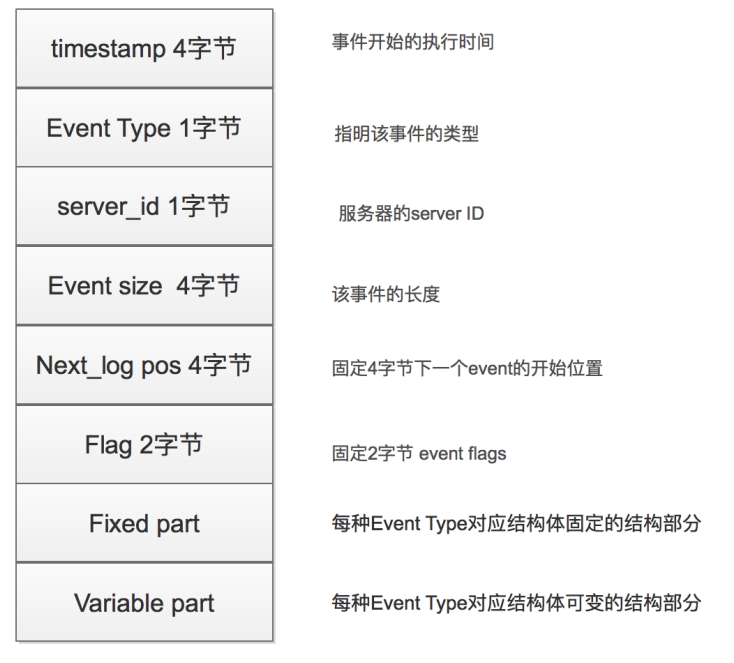 timestamp 4字节
事件开始的执行时间
Event Type 1字节
指明该事件的类型
server_id 1字节
服务器的server ID
Event size 4字节
该事件的长度
Next_log pos 4字节
固定4字节下一个event的开始位置
Flag 2字节
固定2字节 event flags
Fixed part
每种Event Type对应结构体固定的结构部分
Variable part
每种Event Type对应结构体可变的结构部分